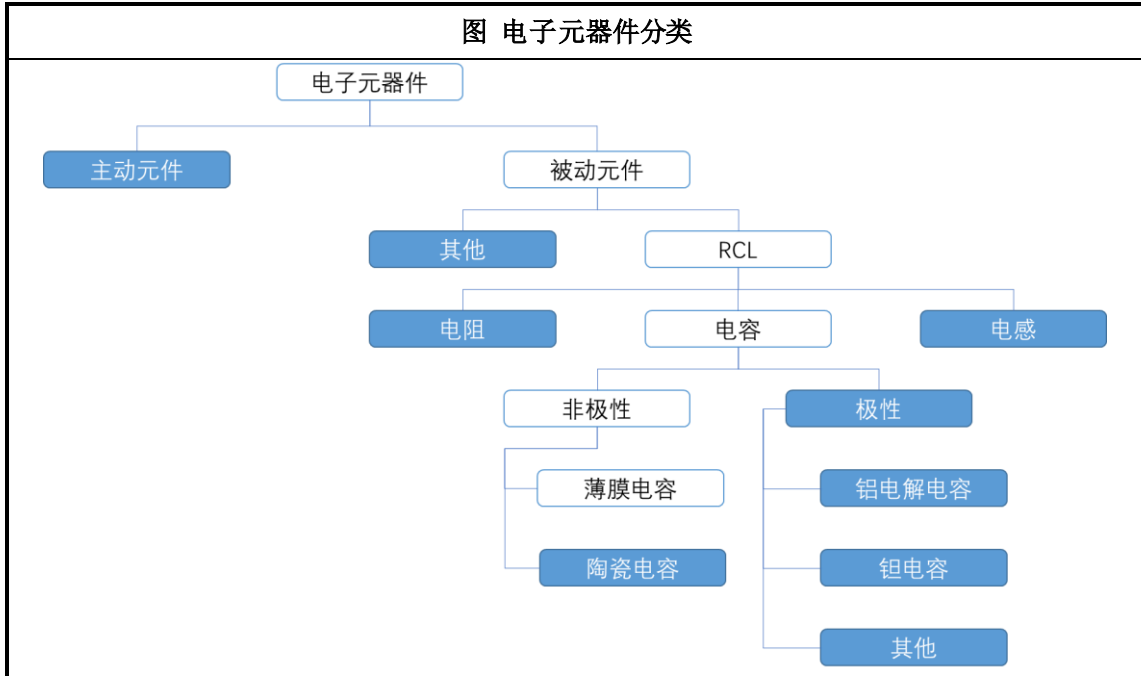 图 电子元器件分类
电子元器件
主动元件
被动元件
其他
RCL
电阻
电容
电感
非极性
极性
薄膜电容
铝电解电容
陶瓷电容
钽电容
其他